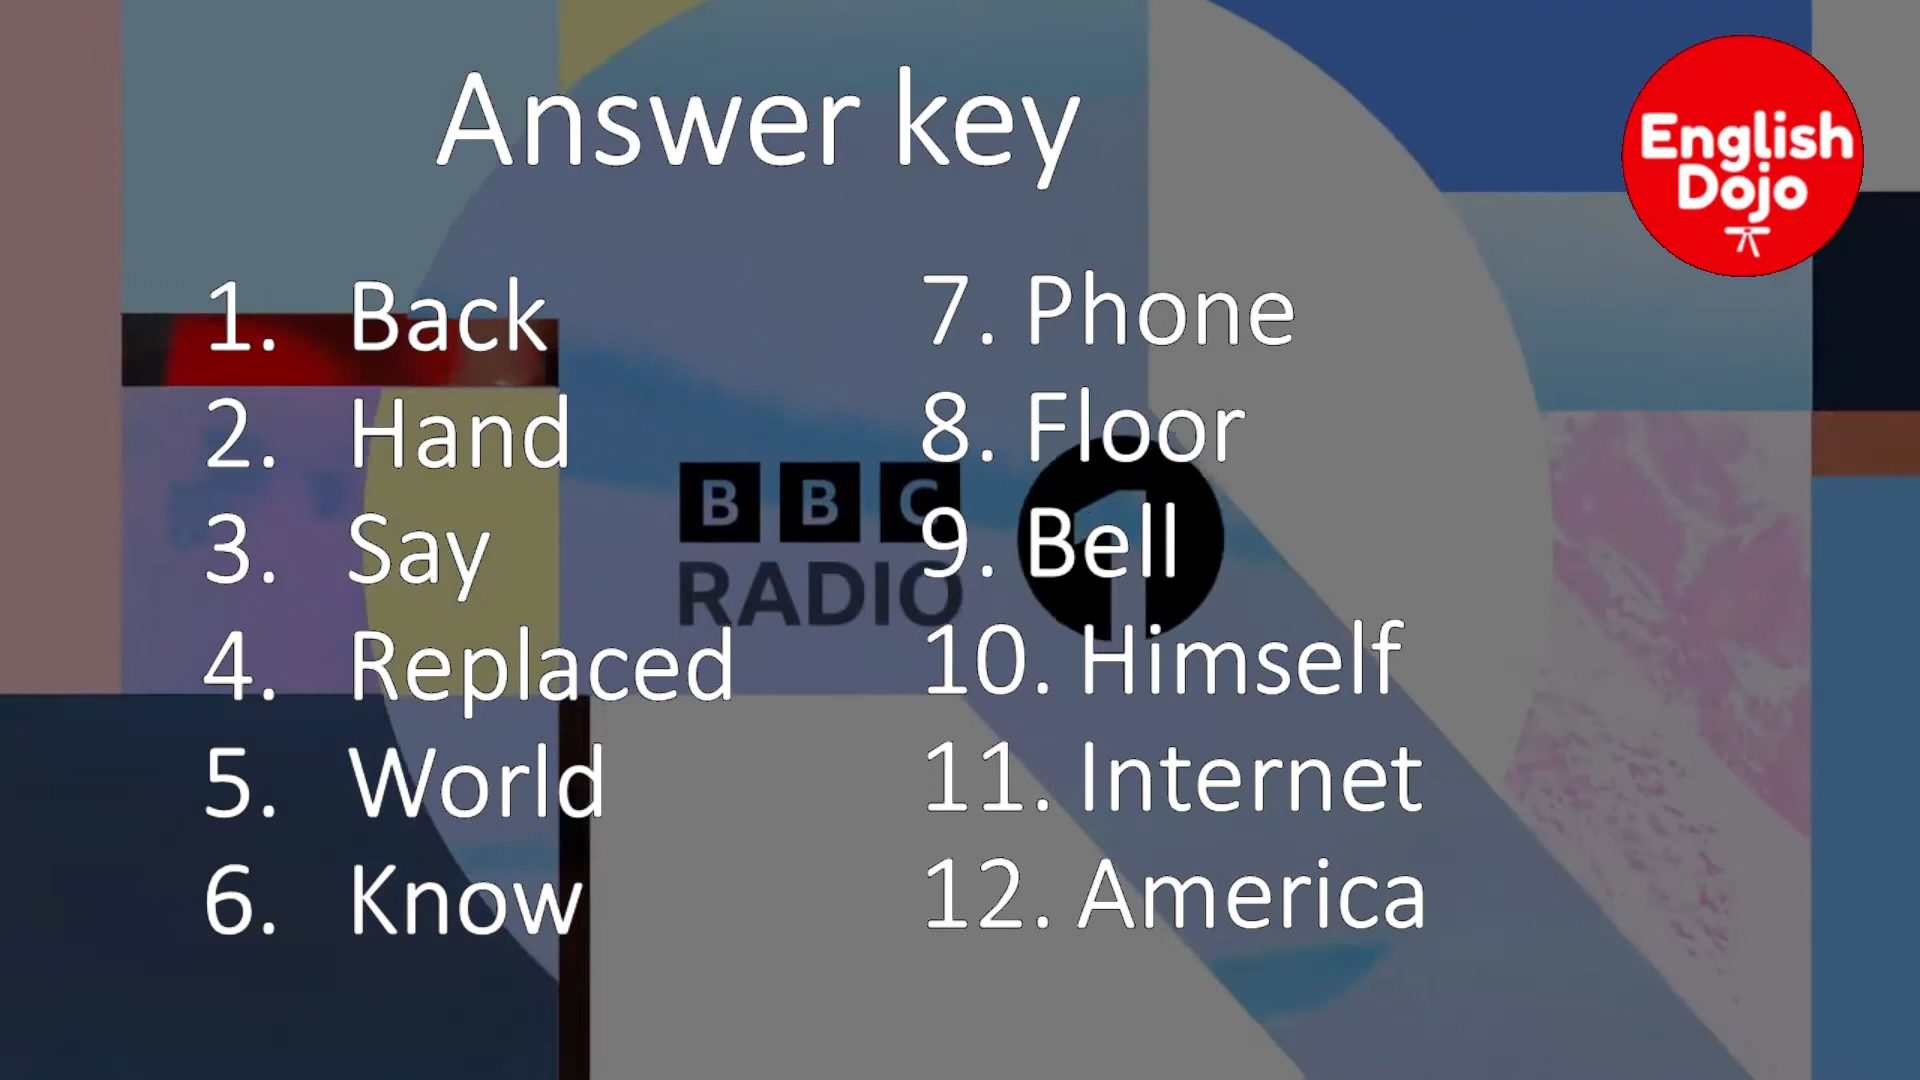 Answer key
English
Dojo
1. Back
2. Hand
3. Say
4. Replaced
5. World
6. Know
7. Phone
8. Floor
9. Bell
10. Himself
11. Internet
12. America
BBC
RADIO 1